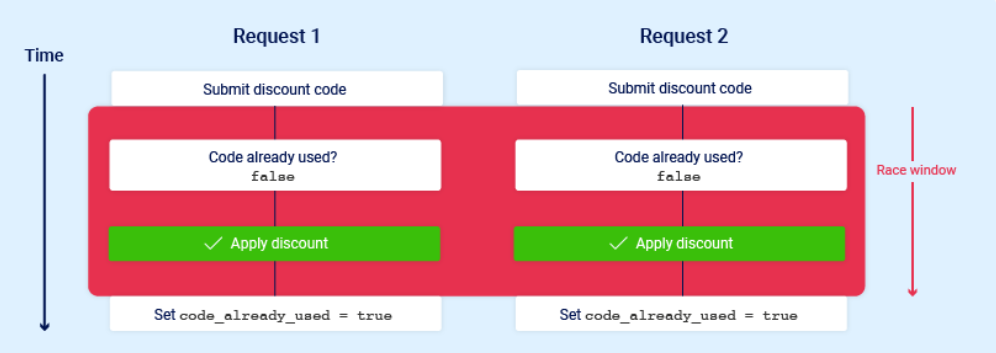 Time
Request 1
Request 2
Submit discount code
Submit discount code
Code already used?
false
Code already used?
false
Race window
Apply discount
Apply discount
Set code_already_used = true
Set code_already_used = true